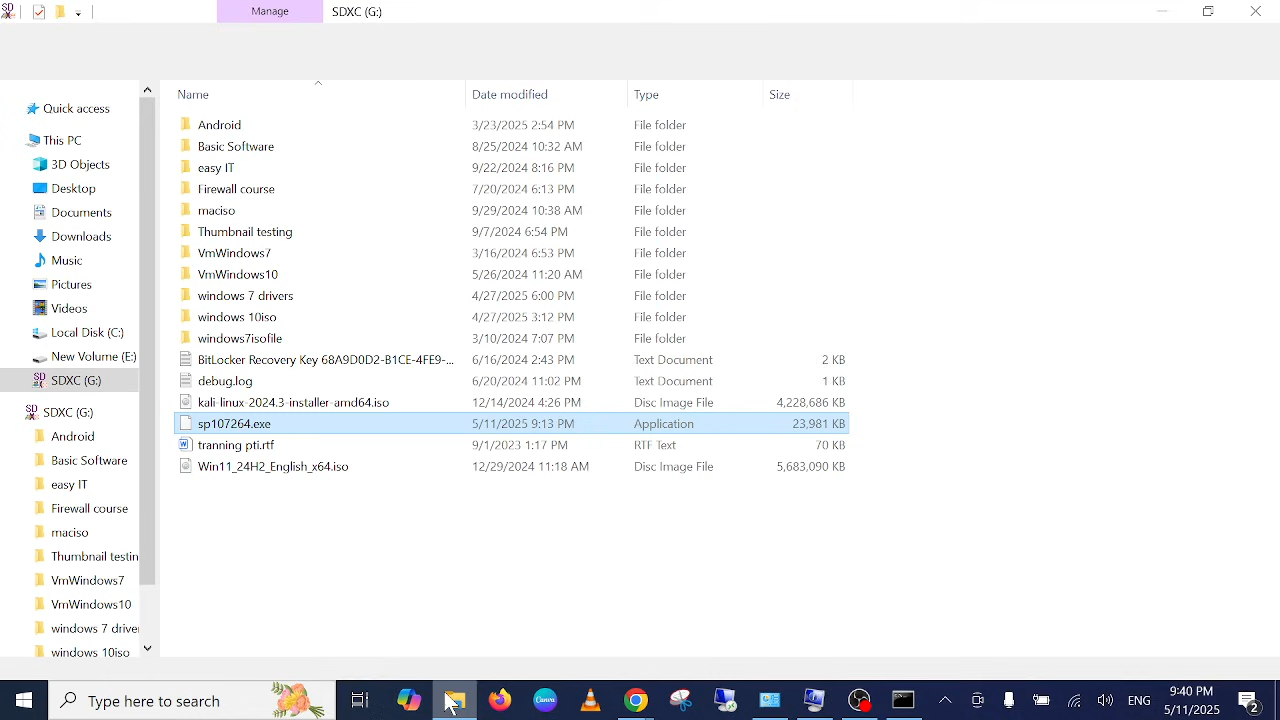 Manage SDXC (G:)
Name Date modified Type Size
Quick access
This PC
3D Objects
Desktop
Documents
Downloads
Music
Pictures
Videos
Local Disk (C:)
New Volume (E:)
SDXC (G:)
SDXC (G:)
Android
Basic Software
easy IT
Firewall course
maciso
Thumbnail testin
VmWindows7
VmWindows10
windows 7 driver
windows 10iso
Android 3/23/2025 2:54 PM File folder
Basic Software 8/25/2024 10:32 AM File folder
easy IT 9/22/2024 8:16 PM File folder
Firewall course 7/20/2024 6:13 PM File folder
maciso 9/29/2024 10:38 AM File folder
Thumbnail testing 9/7/2024 6:54 PM File folder
VmWindows7 3/16/2024 6:53 PM File folder
VmWindows10 5/26/2024 11:20 AM File folder
windows 7 drivers 4/27/2025 6:00 PM File folder
windows 10iso 4/27/2025 3:12 PM File folder
windows7isofile 3/10/2024 7:07 PM File folder
BitLocker Recovery Key 68A9D0D2-B1CE-4FE9-... 6/16/2024 2:43 PM Text Document 2 KB
debug.log 6/20/2024 11:02 PM Text Document 1 KB
kali-linux-2024.3-installer-amd64.iso 12/14/2024 4:26 PM Disc Image File 4,228,686 KB
sp107264.exe 5/11/2025 9:13 PM Application 23,981 KB
tranning pti.rtf 9/1/2023 1:17 PM RTF Text 70 KB
Win11_24H2_English_x64.iso 12/29/2024 11:18 AM Disc Image File 5,683,090 KB
Type here to search
Canva
ENG
9:40 PM
5/11/2025
2